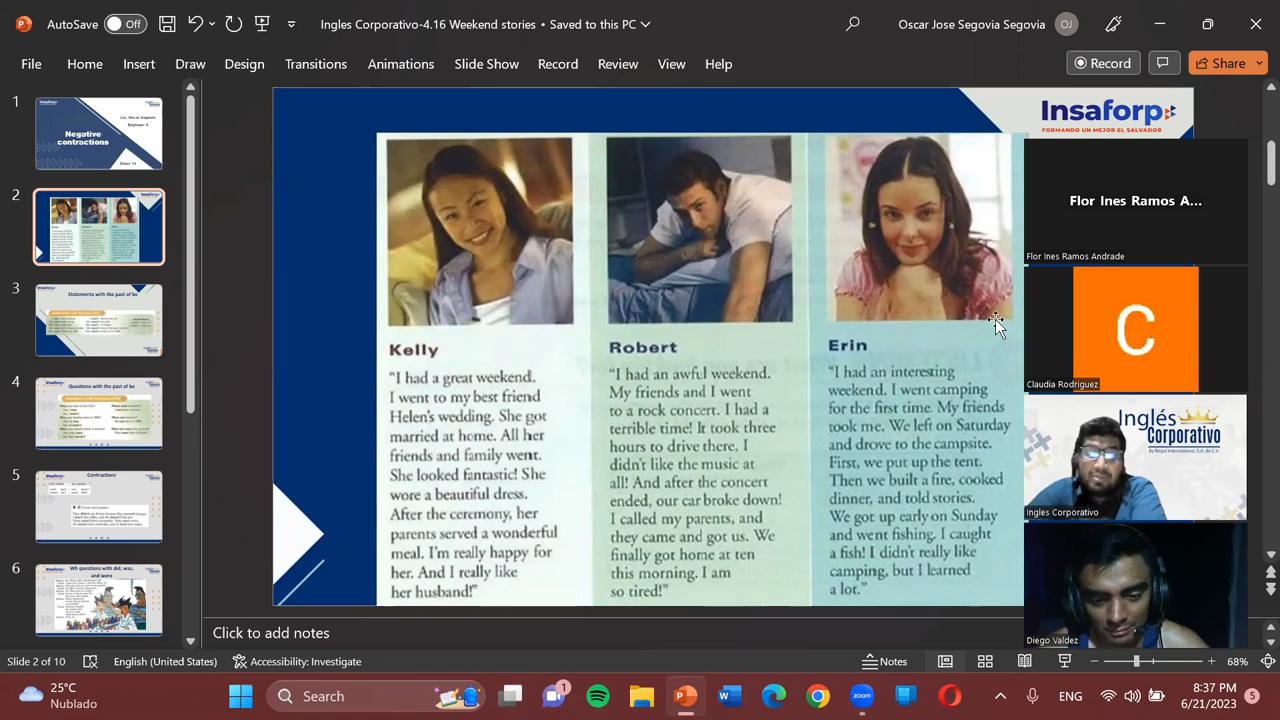 AutoSave Off Ingles Corporativo-4.16 Weekend stories • Saved to this PC Oscar Jose Segovia Segovia OJ
File Home Insert Draw Design Transitions Animations Slide Show Record Review View Help Record Share
1
Negative
contractions
2
3
Statements with the past of be
4
Questions with the past of be
5
Contractions
6
Wh questions with did, was,
and were
Insaforp
FORMANDO UN MEJOR EL SALVADOR
Kelly
"I had a great weekend.
I went to my best friend
Helen's wedding. She got
married at home. All her
friends and family went.
She looked fantastic! She
wore a beautiful dress.
After the ceremony, her
parents served a wonderful
meal. I'm really happy for
her. And I really like
her husband!"
Robert
"I had an awful weekend.
My friends and I went
to a rock concert. I had a
terrible time! It took three
hours to drive there. I
didn't like the music at
all! And after the concert
ended, our car broke down!
I called my parents, and
they came and got us. We
finally got home at ten
this morning. I am
so tired!"
Erin
"I had an interesting
weekend. I went camping
for the first time. My friends
took me. We left on Saturday
and drove to the campsite.
First, we put up the tent.
Then we built a fire, cooked
dinner, and told stories.
We got up early on Sunday
and went fishing. I caught
a fish! I didn't really like
camping, but I learned
a lot."
Flor Ines Ramos A...
Flor Ines Ramos Andrade
C
Claudia Rodriguez
Inglés
Corporativo
By Regal International, S.A. de C.V.
Ingles Corporativo
Diego Valdez
Click to add notes
Slide 2 of 10 English (United States) Accessibility: Investigate Notes 68%
25°C
Nublado
Search
1
zoom
ENG
8:37 PM
6/21/2023
5